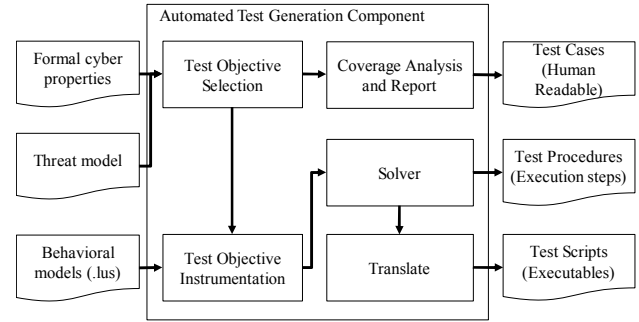 Automated Test Generation Component
Formal cyber
properties
Test Objective
Selection
Coverage Analysis
and Report
Test Cases
(Human
Readable)
Threat model
Solver
Test Procedures
(Execution steps)
Behavioral
models (.lus)
Test Objective
Instrumentation
Translate
Test Scripts
(Executables)